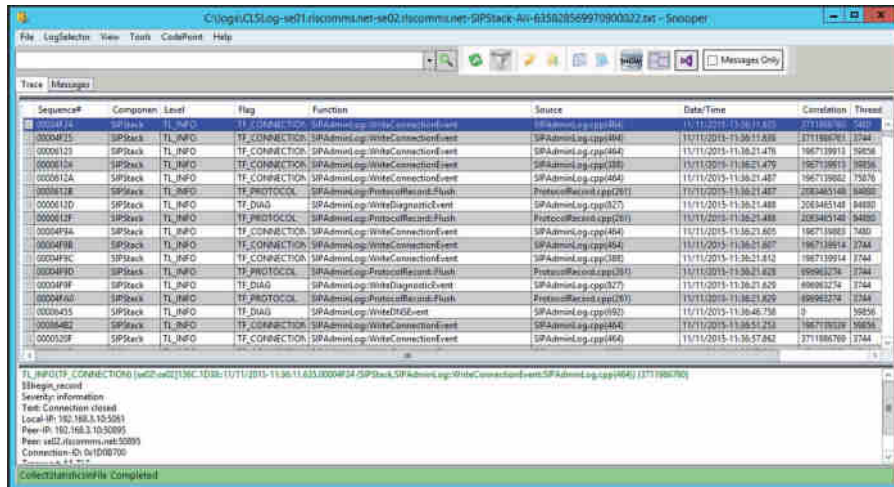 C:\logs\CLSLog-se01.rlscomms.net-se02.rlscomms.net-SIPStack-All-635828569970900022.txt - Snooper
File LogSelector View Tools CodePoint Help
Messages Only
Trace Messages
Sequence# Componen Level Flag Function Source Date/Time Correlation Thread
00004F24 SIPStack TL_INFO TF_CONNECTION SIPAdminLog::WriteConnectionEvent SIPAdminLog.cpp(464) 11/11/2015-11:36:11.635 3711986760 7480
00004F25 SIPStack TL_INFO TF_CONNECTION SIPAdminLog::WriteConnectionEvent SIPAdminLog.cpp(464) 3744
00006123 SIPStack TL_INFO TF_CONNECTION SIPAdminLog::WriteConnectionEvent SIPAdminLog.cpp(464) 11/11/2015-11:36:21.476 1967139913 59856
00006124 SIPStack TL_INFO TF_CONNECTION SIPAdminLog::WriteConnectionEvent SIPAdminLog.cpp(388) 11/11/2015-11:36:21.479 1967139913 59856
0000612A SIPStack TL_INFO TF_CONNECTION SIPAdminLog::WriteConnectionEvent SIPAdminLog.cpp(464) 11/11/2015-11:36:21.487 75876
0000612B SIPStack TL_INFO TF_PROTOCOL SIPAdminLog::ProtocolRecord::Flush ProtocolRecord.cpp(261) 11/11/2015-11:36:21.487 2083465148
0000612D SIPStack TL_INFO TF_DIAG SIPAdminLog::WriteDiagnosticEvent SIPAdminLog.cpp(827) 11/11/2015-11:36:21.488 2083465148
0000612F SIPStack TL_INFO TF_PROTOCOL SIPAdminLog::ProtocolRecord::Flush ProtocolRecord.cpp(261) 11/11/2015-11:36:21.488 2083465148
00004F9A SIPStack TL_INFO TF_CONNECTION SIPAdminLog::WriteConnectionEvent SIPAdminLog.cpp(464) 11/11/2015-11:36:21.605 7480
00004F9B SIPStack TL_INFO TF_CONNECTION SIPAdminLog::WriteConnectionEvent SIPAdminLog.cpp(464) 11/11/2015-11:36:21.607 1967139914 3744
00004F9C SIPStack TL_INFO TF_CONNECTION SIPAdminLog::WriteConnectionEvent SIPAdminLog.cpp(388) 11/11/2015-11:36:21.612 1967139914 3744
00004F9D SIPStack TL_INFO TF_PROTOCOL SIPAdminLog::ProtocolRecord::Flush ProtocolRecord.cpp(261) 11/11/2015-11:36:21.628 696963274 3744
00004F9F SIPStack TL_INFO TF_DIAG SIPAdminLog::WriteDiagnosticEvent SIPAdminLog.cpp(827) 11/11/2015-11:36:21.629 696963274 3744
00004FA0 SIPStack TL_INFO TF_PROTOCOL SIPAdminLog::ProtocolRecord::Flush ProtocolRecord.cpp(261) 11/11/2015-11:36:21.629 696963274 3744
00006455 SIPStack TL_INFO TF_DIAG SIPAdminLog::WriteDNSEvent SIPAdminLog.cpp(692) 11/11/2015-11:36:46.758 0 59856
000064B2 SIPStack TL_INFO TF_CONNECTION SIPAdminLog::WriteConnectionEvent SIPAdminLog.cpp(464) 11/11/2015-11:36:51.253 59856
0000520F SIPStack TL_INFO TF_CONNECTION SIPAdminLog::WriteConnectionEvent SIPAdminLog.cpp(464) 11/11/2015-11:36:57.862 3711986769 3744
TL_INFO(TF_CONNECTION) [se02\se02]136C.1D38::11/11/2015-11:36:11.635.00004F24 (SIPStack,SIPAdminLog::WriteConnectionEvent:SIPAdminLog.cpp(464)) [3711986760]
$$begin_record
Severity: information
Text: Connection closed
Local-IP: 192.168.3.10:5061
Peer-IP: 192.168.3.10:50895
Peer: se02.rlscomms.net:50895
Connection-ID: 0x1D0B700
CollectStatisticsInFile Completed